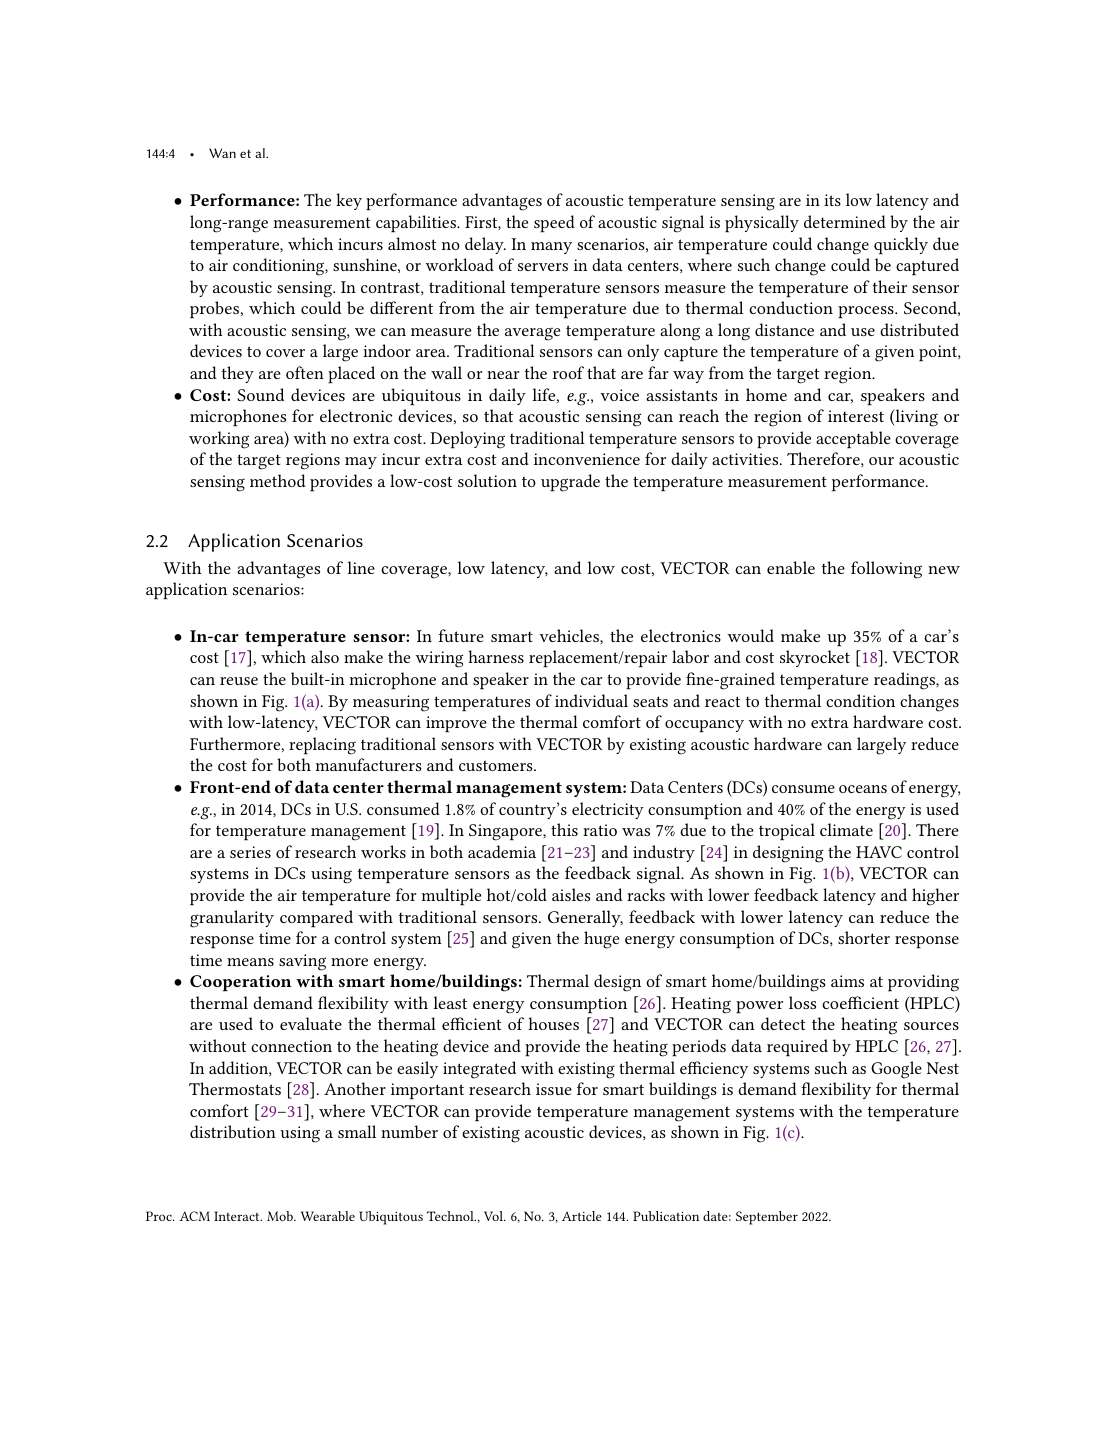 144:4 • Wan et al.
• Performance: The key performance advantages of acoustic temperature sensing are in its low latency and
long-range measurement capabilities. First, the speed of acoustic signal is physically determined by the air
temperature, which incurs almost no delay. In many scenarios, air temperature could change quickly due
to air conditioning, sunshine, or workload of servers in data centers, where such change could be captured
by acoustic sensing. In contrast, traditional temperature sensors measure the temperature of their sensor
probes, which could be different from the air temperature due to thermal conduction process. Second,
with acoustic sensing, we can measure the average temperature along a long distance and use distributed
devices to cover a large indoor area. Traditional sensors can only capture the temperature of a given point,
and they are often placed on the wall or near the roof that are far way from the target region.
• Cost: Sound devices are ubiquitous in daily life, e.g., voice assistants in home and car, speakers and
microphones for electronic devices, so that acoustic sensing can reach the region of interest (living or
working area) with no extra cost. Deploying traditional temperature sensors to provide acceptable coverage
of the target regions may incur extra cost and inconvenience for daily activities. Therefore, our acoustic
sensing method provides a low-cost solution to upgrade the temperature measurement performance.
2.2 Application Scenarios
With the advantages of line coverage, low latency, and low cost, VECTOR can enable the following new
application scenarios:
• In-car temperature sensor: In future smart vehicles, the electronics would make up 35% of a car's
cost [17], which also make the wiring harness replacement/repair labor and cost skyrocket [18]. VECTOR
can reuse the built-in microphone and speaker in the car to provide fine-grained temperature readings, as
shown in Fig. 1(a). By measuring temperatures of individual seats and react to thermal condition changes
with low-latency, VECTOR can improve the thermal comfort of occupancy with no extra hardware cost.
Furthermore, replacing traditional sensors with VECTOR by existing acoustic hardware can largely reduce
the cost for both manufacturers and customers.
• Front-end of data center thermal management system: Data Centers (DCs) consume oceans of energy,
e.g., in 2014, DCs in U.S. consumed 1.8% of country's electricity consumption and 40% of the energy is used
for temperature management [19]. In Singapore, this ratio was 7% due to the tropical climate [20]. There
are a series of research works in both academia [21–23] and industry [24] in designing the HAVC control
systems in DCs using temperature sensors as the feedback signal. As shown in Fig. 1(b), VECTOR can
provide the air temperature for multiple hot/cold aisles and racks with lower feedback latency and higher
granularity compared with traditional sensors. Generally, feedback with lower latency can reduce the
response time for a control system [25] and given the huge energy consumption of DCs, shorter response
time means saving more energy.
• Cooperation with smart home/buildings: Thermal design of smart home/buildings aims at providing
thermal demand flexibility with least energy consumption [26]. Heating power loss coefficient (HPLC)
are used to evaluate the thermal efficient of houses [27] and VECTOR can detect the heating sources
without connection to the heating device and provide the heating periods data required by HPLC [26, 27].
In addition, VECTOR can be easily integrated with existing thermal efficiency systems such as Google Nest
Thermostats [28]. Another important research issue for smart buildings is demand flexibility for thermal
comfort [29–31], where VECTOR can provide temperature management systems with the temperature
distribution using a small number of existing acoustic devices, as shown in Fig. 1(c).
Proc. ACM Interact. Mob. Wearable Ubiquitous Technol., Vol. 6, No. 3, Article 144. Publication date: September 2022.